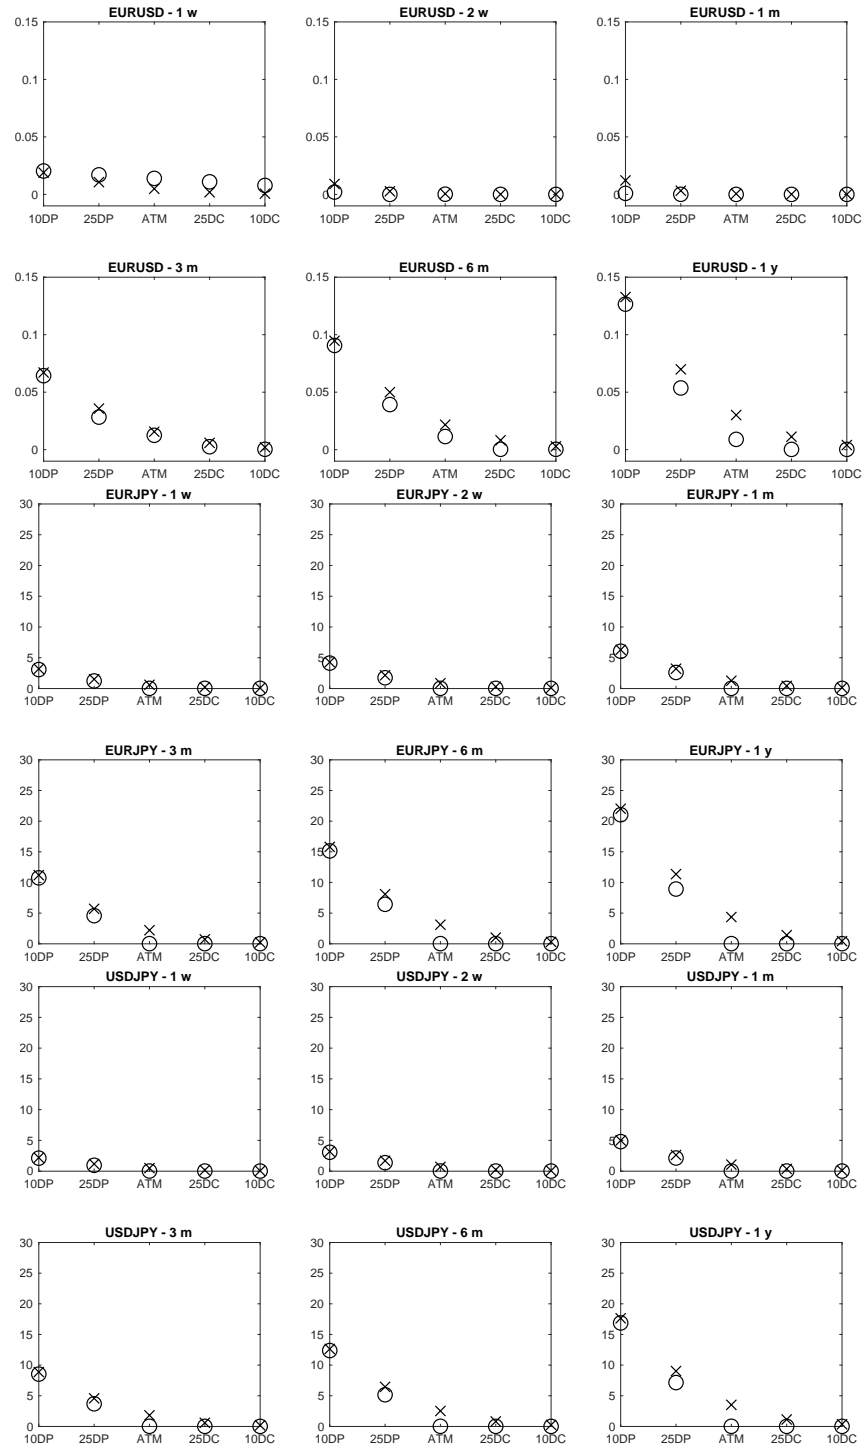 EURUSD - 1 w EURUSD - 2 w EURUSD - 1 m
0.15 0.15 0.15
0.1 0.1 0.1
0.05 0.05 0.05
0 0 0
10DP 25DP ATM 25DC 10DC 10DP 25DP ATM 25DC 10DC 10DP 25DP ATM 25DC 10DC
EURUSD - 3 m EURUSD - 6 m EURUSD - 1 y
0.15 0.15 0.15
0.1 0.1 0.1
0.05 0.05 0.05
0 0 0
10DP 25DP ATM 25DC 10DC 10DP 25DP ATM 25DC 10DC 10DP 25DP ATM 25DC 10DC
EURJPY - 1 w EURJPY - 2 w EURJPY - 1 m
30 30 30
25 25 25
20 20 20
15 15 15
10 10 10
5 5 5
0 0 0
10DP 25DP ATM 25DC 10DC 10DP 25DP ATM 25DC 10DC 10DP 25DP ATM 25DC 10DC
EURJPY - 3 m EURJPY - 6 m EURJPY - 1 y
30 30 30
25 25 25
20 20 20
15 15 15
10 10 10
5 5 5
0 0 0
10DP 25DP ATM 25DC 10DC 10DP 25DP ATM 25DC 10DC 10DP 25DP ATM 25DC 10DC
USDJPY - 1 w USDJPY - 2 w USDJPY - 1 m
30 30 30
25 25 25
20 20 20
15 15 15
10 10 10
5 5 5
0 0 0
10DP 25DP ATM 25DC 10DC 10DP 25DP ATM 25DC 10DC 10DP 25DP ATM 25DC 10DC
USDJPY - 3 m USDJPY - 6 m USDJPY - 1 y
30 30 30
25 25 25
20 20 20
15 15 15
10 10 10
5 5 5
0 0 0
10DP 25DP ATM 25DC 10DC 10DP 25DP ATM 25DC 10DC 10DP 25DP ATM 25DC 10DC